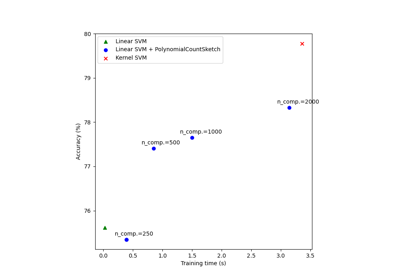 80
Linear SVM
Linear SVM + PolynomialCountSketch
Kernel SVM
79
n_comp.=2000
78
n_comp.=1000
n_comp.=500
77
Accuracy (%)
76
n_comp.=250
0.0 0.5 1.0 1.5 2.0 2.5 3.0 3.5
Training time (s)